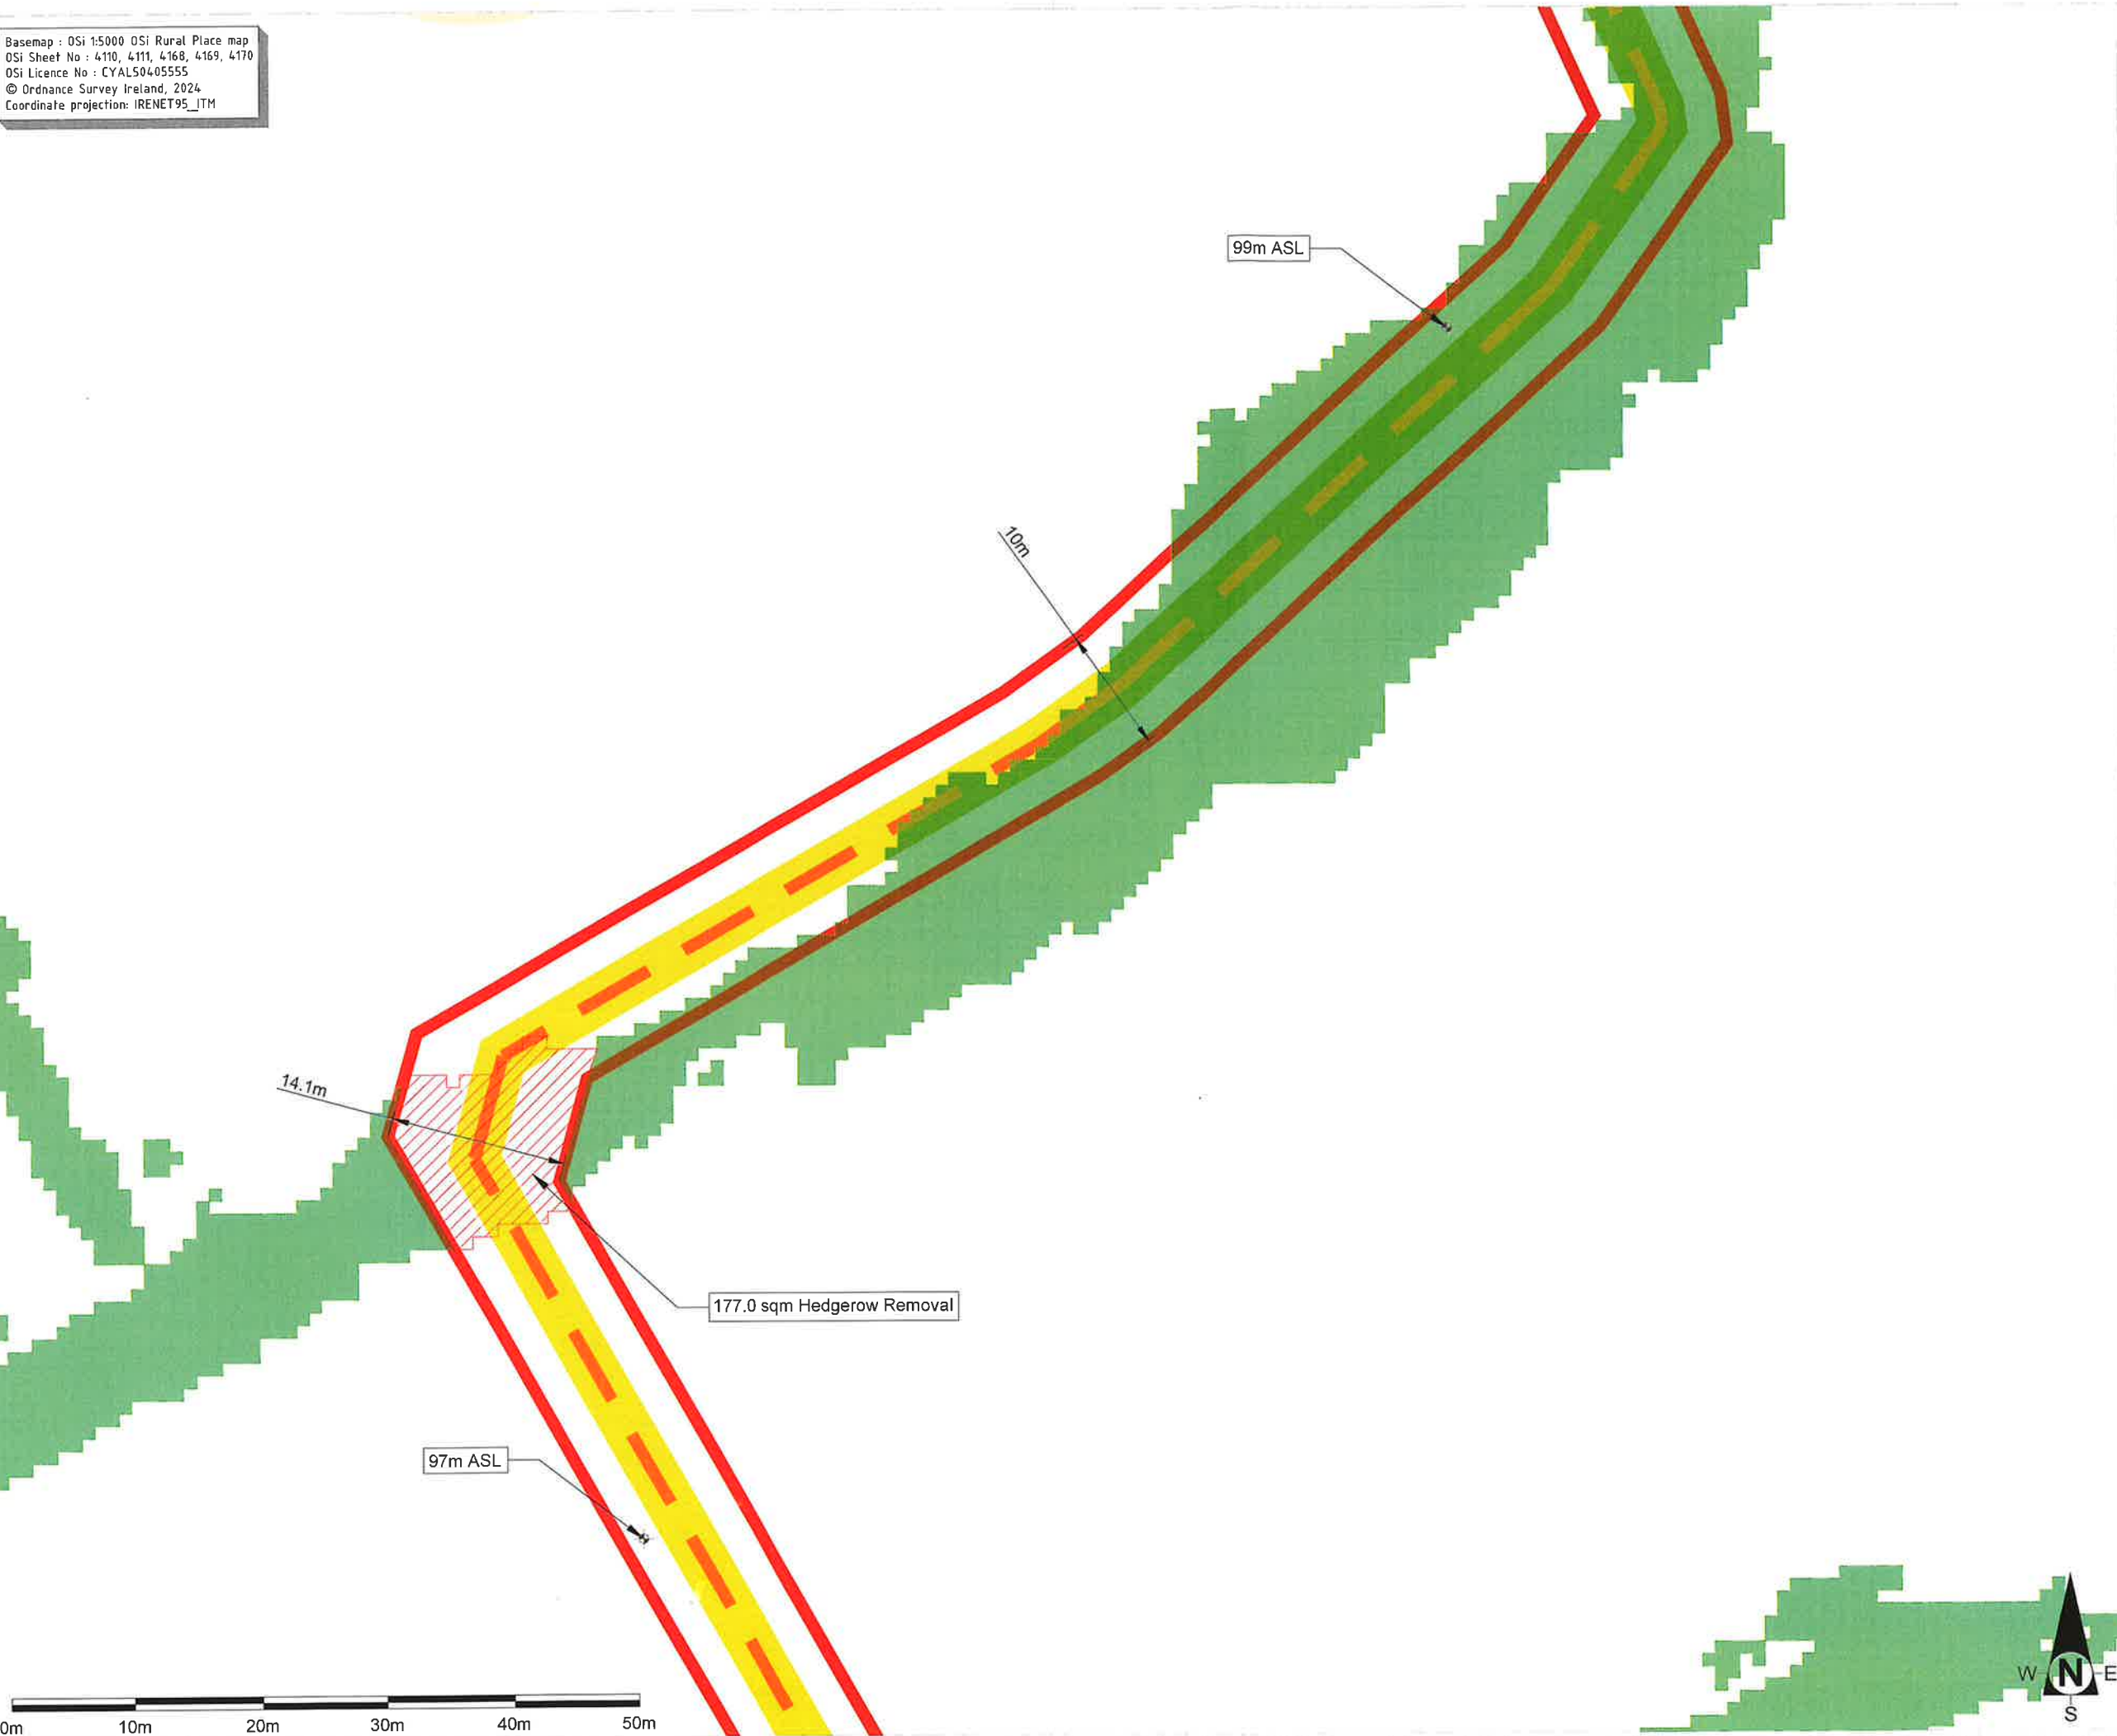 Basemap : OSi 1:5000 OSi Rural Place map
OSi Sheet No : 4110, 4111, 4168, 4169, 4170
OSi Licence No : CYAL50405555
© Ordnance Survey Ireland, 2024
Coordinate projection: IRENET95_ITM
99m ASL
10m
14.1m
177.0 sqm Hedgerow Removal
97m ASL
0m 10m 20m 30m 40m 50m
W N E
S